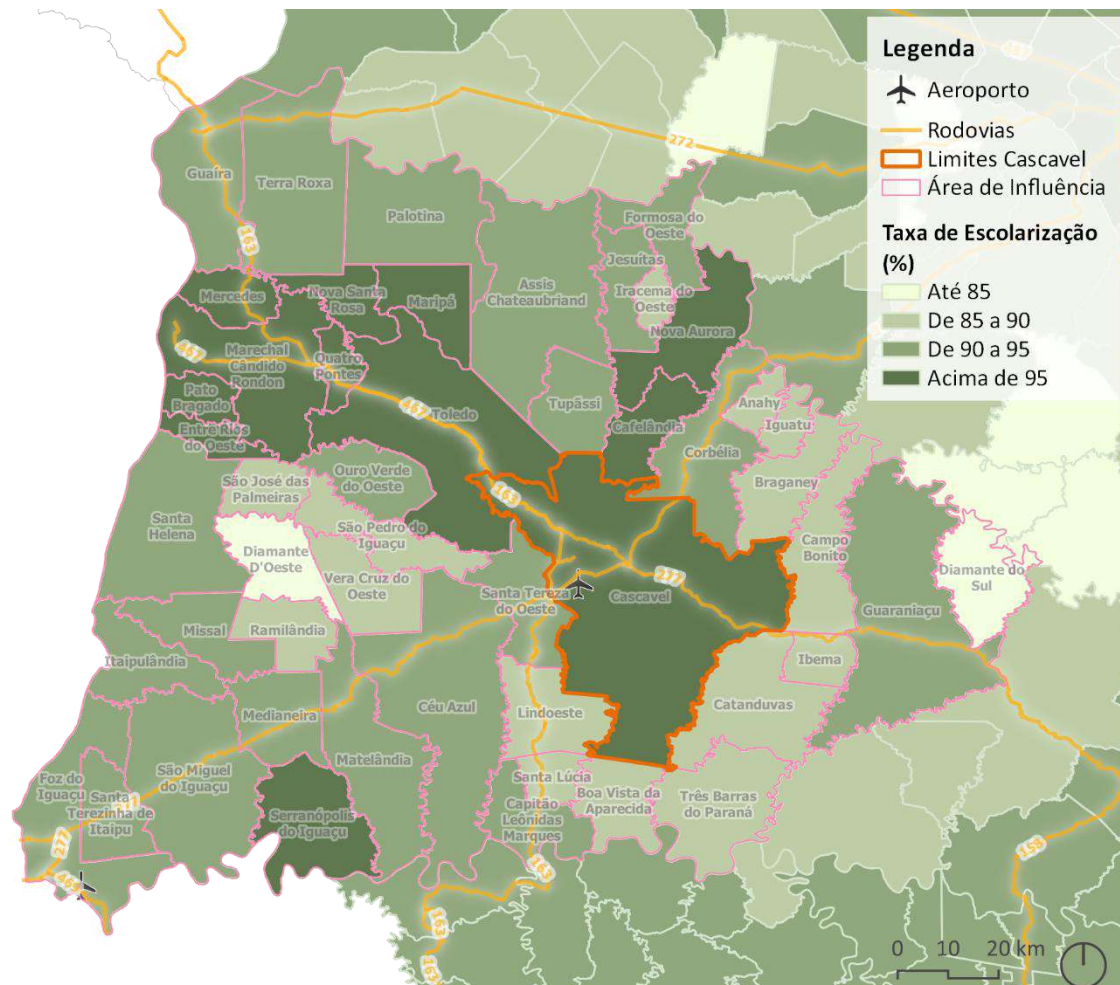 Legenda
Aeroporto
Rodovias
Limites Cascavel
Área de Influência
Taxa de Escolarização
(%)
Até 85
De 85 a 90
De 90 a 95
Acima de 95
272
Guaíra
Terra Roxa
Palotina
Formosa do
Oeste
163
Jesuítas
Assis
Chateaubriand
Iracema do
Oeste
Mercedes
Nova Santa
Rosa
Maripá
Nova Aurora
467
Marechal
Cândido
Rondon
Quatro
Pontes
Pato
Bragado
467
Toledo
Tupãssi
Anahy
Iguatu
Entre Rios
do Oeste
Cafelândia
Corbélia
Ouro Verde
do Oeste
São José das
Palmeiras
163
Braganey
Santa
Helena
São Pedro do
Iguaçu
Campo
Bonito
Diamante
D'Oeste
Vera Cruz do
Oeste
277
Diamante do
Sul
Santa Tereza
do Oeste
Cascavel
Guaraniaçu
Missal
Ramilândia
Itaipulândia
Ibema
Céu Azul
Lindoeste
Catanduvas
Medianeira
Matelândia
Foz do
Iguaçu
São Miguel
do Iguaçu
Santa Lúcia
Santa
Terezinha de
Itaipu
277
Boa Vista da
Aparecida
Três Barras
do Paraná
Capitão
Leônidas
Marques
Serranópolis
do Iguaçu
277
158
163
469
163
163
0 10 20 km